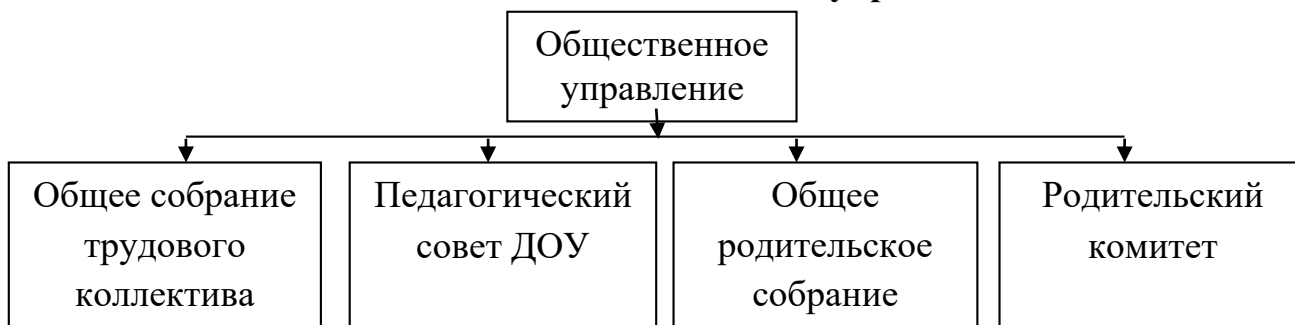 Общественное
управление
Общее собрание
трудового
коллектива
Педагогический
совет ДОУ
Общее
родительское
собрание
Родительский
комитет